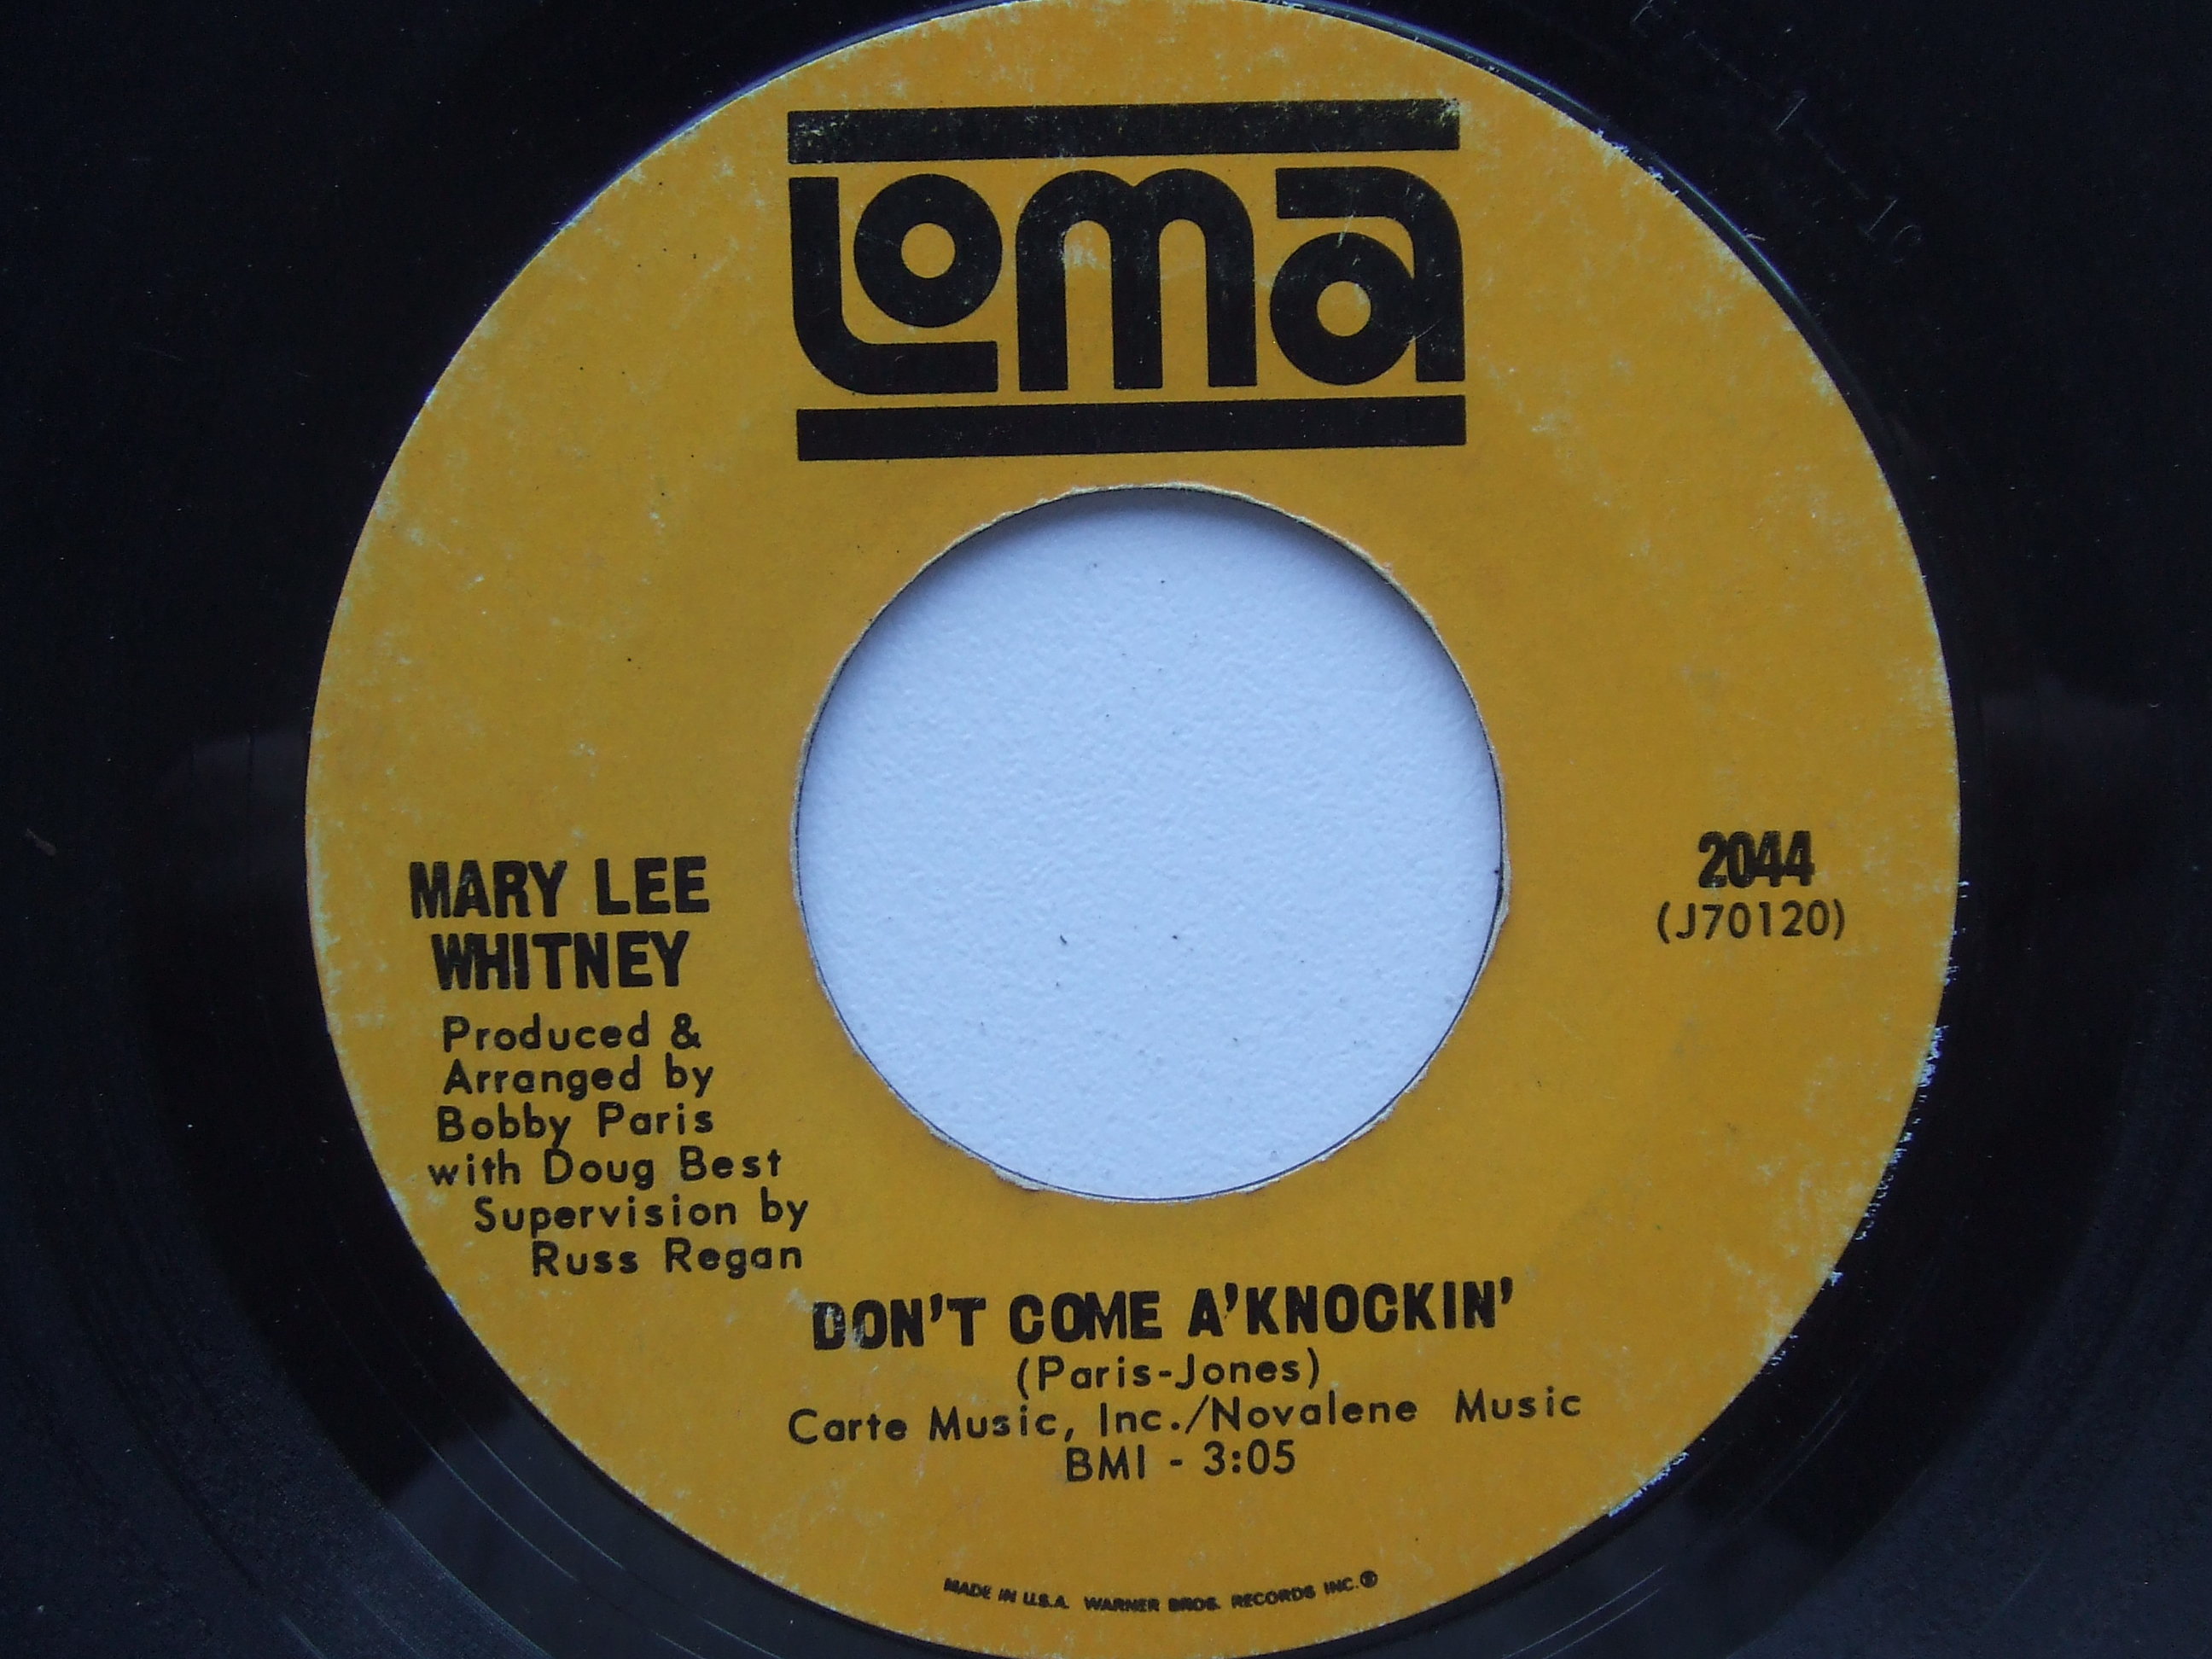 Loma
MARY LEE
WHITNEY
Produced &
Arranged by
Bobby Paris
with Doug Best
Supervision by
Russ Regan
2044
(J70120)
DON'T COME A'KNOCKIN'
(Paris-Jones)
Carte Music, Inc./Novalene Music
BMI - 3:05
MADE IN U.S.A. WARNER BROS. RECORDS INC.®